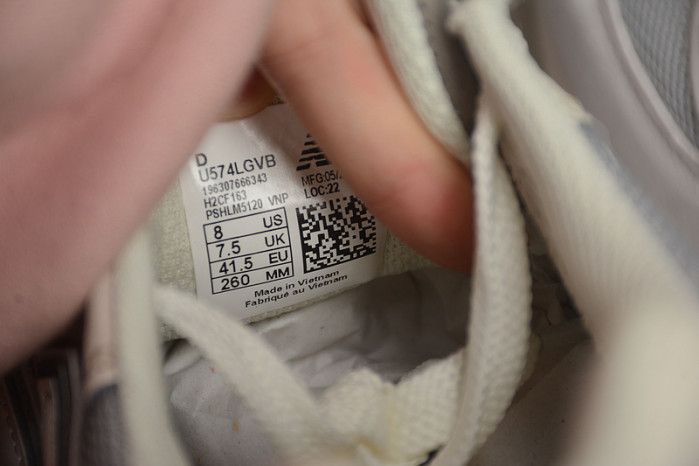 D
U574LGVB
196307666343
H2CF163
PSHLM5120 VNP
MFG:05/
LOC:22
8 US
7.5 UK
41.5 EU
260 MM
Made in Vietnam
Fabriqué au Vietnam